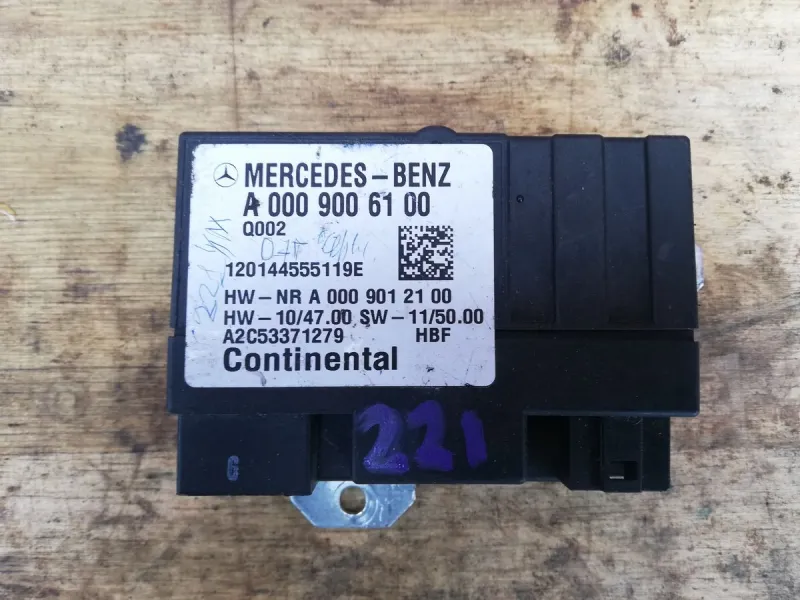 MERCEDES-BENZ
A 000 900 61 00
Q002
120144555119E
HW-NR A 000 901 21 00
HW-10/47.00 SW-11/50.00
A2C53371279 HBF
Continental
221